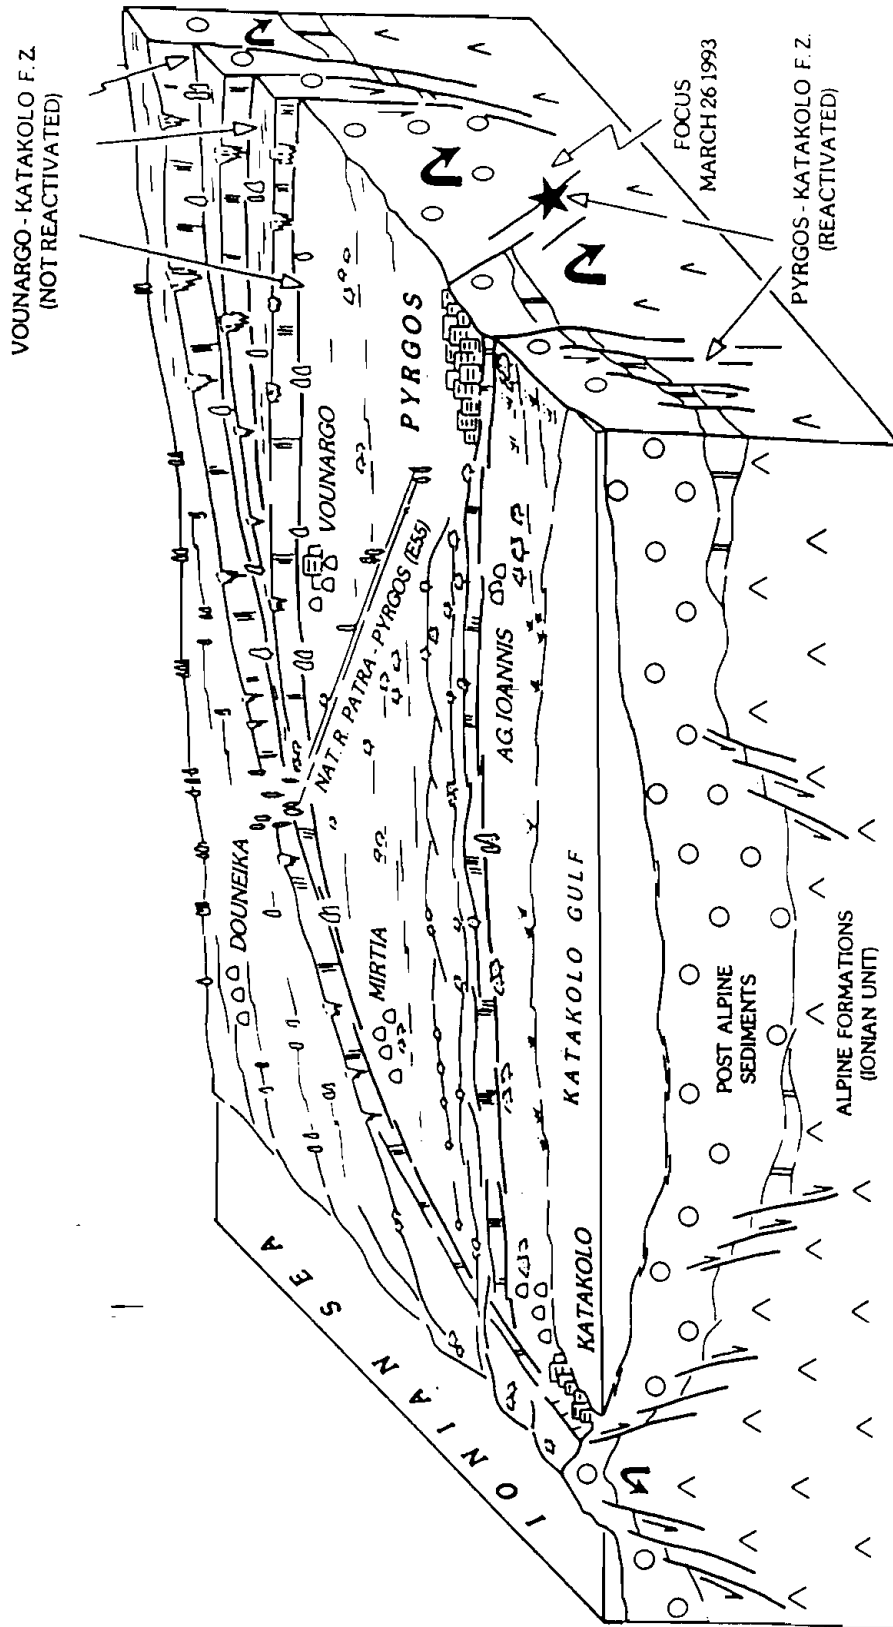 VOUNARGO - KATAKOLO F. Z.
(NOT REACTIVATED)
FOCUS
MARCH 26 1993
PYRGOS - KATAKOLO F. Z.
(REACTIVATED)
IONIAN SEA
DOUNEIKA
VOUNARGO
PYRGOS
NAT. R. PATRA - PYRGOS (E55)
MIRTIA
AG. IOANNIS
KATAKOLO GULF
KATAKOLO
POST ALPINE
SEDIMENTS
ALPINE FORMATIONS
(IONIAN UNIT)